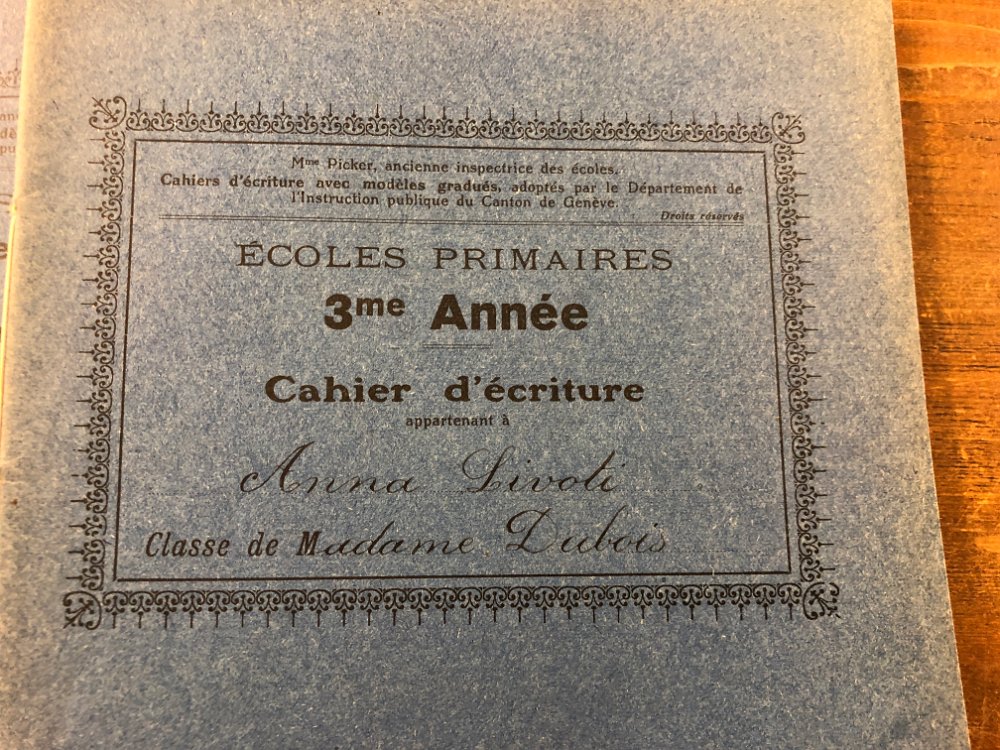 Mme Picker, ancienne inspectrice des écoles.
Cahiers d'écriture avec modèles gradués, adoptés par le Département de
l'Instruction publique du Canton de Genève.
Droits réservés
ÉCOLES PRIMAIRES
3me Année
Cahier d'écriture
appartenant à
Anna Livoti
Classe de Madame Dubois